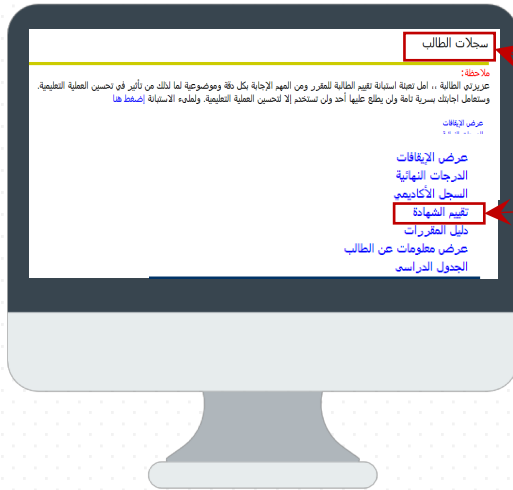 سجلات الطالب
ملاحظة:
عزيزتي الطالبة ،، امل تعبئة استبانة تقييم الطالبة للمقرر ومن المهم الإجابة بكل دقة وموضوعية لما لذلك من تأثير في تحسين العملية التعليمية.
وستعامل اجابتك بسرية تامة ولن يطلع عليها أحد ولن تستخدم إلا لتحسين العملية التعليمية. ولملء الاستبانة إضغط هنا
عرض الإيقافات
عرض الإيقافات
الدرجات النهائية
السجل الأكاديمي
تقييم الشهادة
دليل المقررات
عرض معلومات عن الطالب
الجدول الدراسي